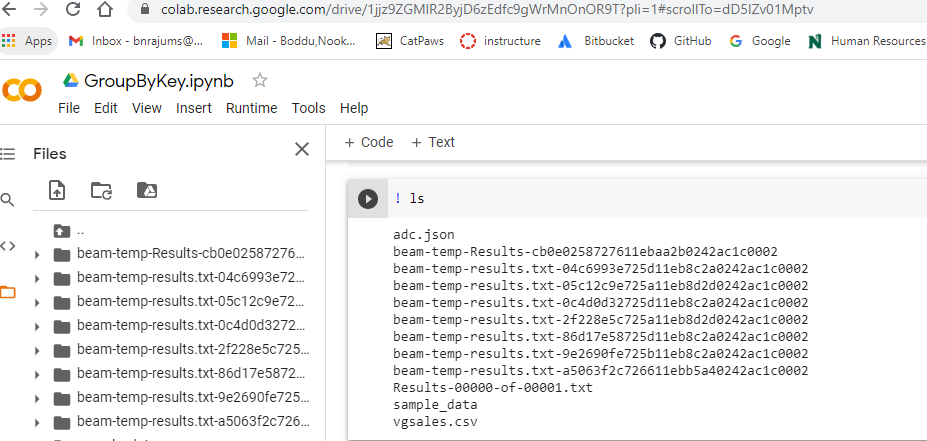 colab.research.google.com/drive/1jjz9ZGMIR2ByjD6zEdfc9gWrMnOnOR9T?pli=1#scrollTo=dD5IZv01Mptv
Apps Inbox - bnrajums@... Mail - Boddu,Nook... CatPaws instructure Bitbucket GitHub Google Human Resources
GroupByKey.ipynb
File Edit View Insert Runtime Tools Help
Files
+ Code + Text
! ls
..
beam-temp-Results-cb0e02587276...
beam-temp-results.txt-04c6993e72...
beam-temp-results.txt-05c12c9e72...
beam-temp-results.txt-0c4d0d3272...
beam-temp-results.txt-2f228e5c725...
beam-temp-results.txt-86d17e5872...
beam-temp-results.txt-9e2690fe725...
beam-temp-results.txt-a5063f2c726...
adc.json
beam-temp-Results-cb0e0258727611ebaa2b0242ac1c0002
beam-temp-results.txt-04c6993e725d11eb8c2a0242ac1c0002
beam-temp-results.txt-05c12c9e725a11eb8d2d0242ac1c0002
beam-temp-results.txt-0c4d0d32725d11eb8c2a0242ac1c0002
beam-temp-results.txt-2f228e5c725a11eb8d2d0242ac1c0002
beam-temp-results.txt-86d17e58725d11eb8c2a0242ac1c0002
beam-temp-results.txt-9e2690fe725b11eb8c2a0242ac1c0002
beam-temp-results.txt-a5063f2c726611ebb5a40242ac1c0002
Results-00000-of-00001.txt
sample_data
vgsales.csv